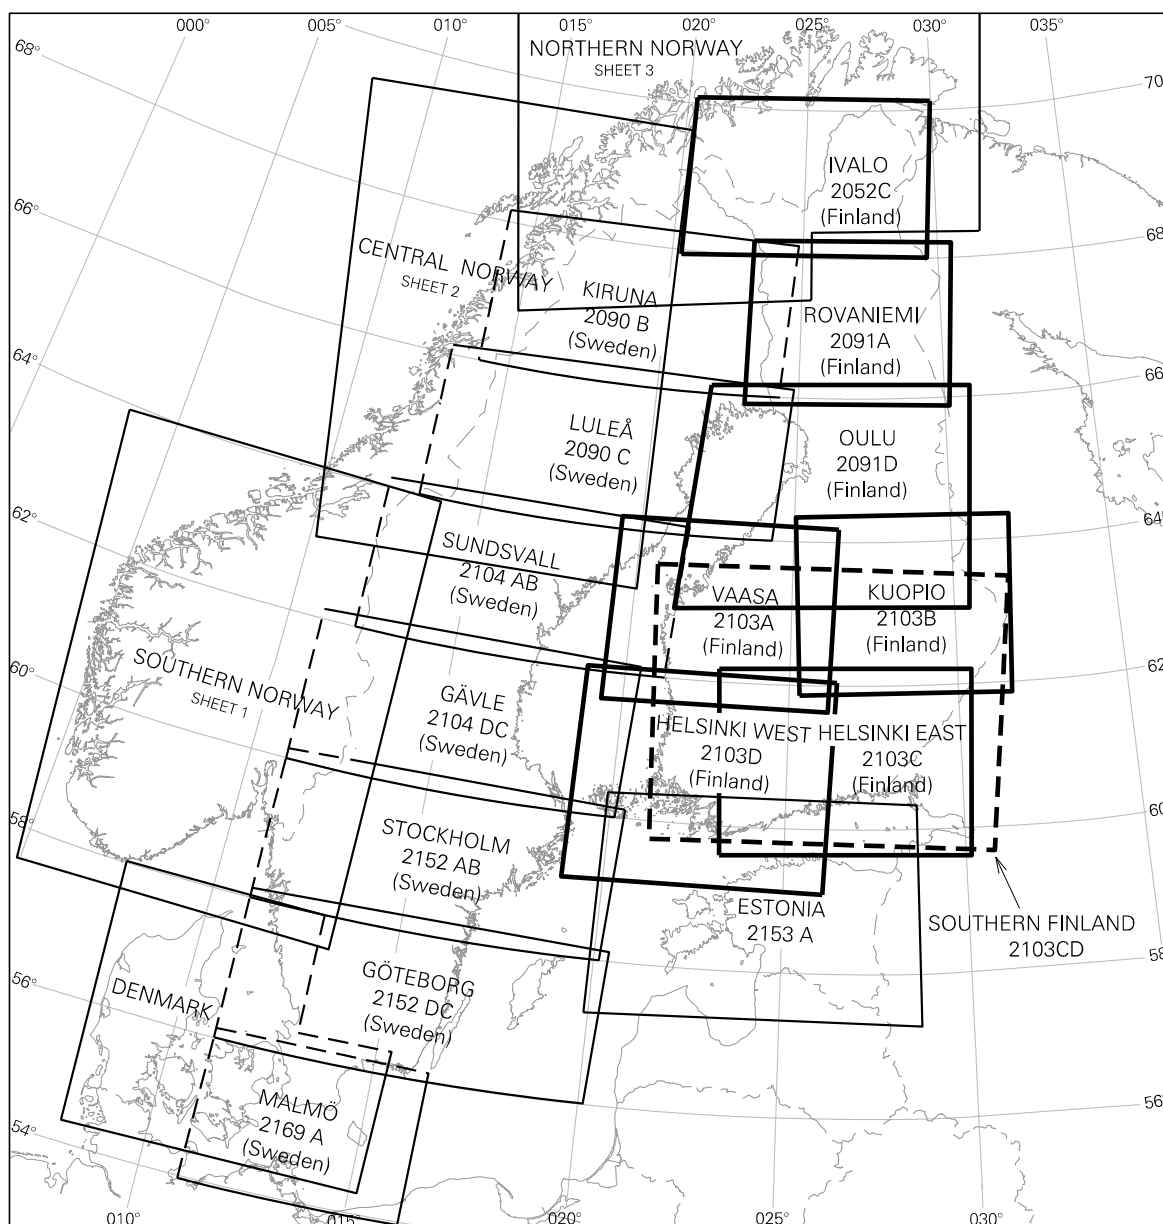 000°
005°
010°
015°
020°
025°
030°
035°
68°
NORTHERN NORWAY
SHEET 3
70
IVALO
2052C
(Finland)
66°
68°
CENTRAL NORWAY
SHEET 2
KIRUNA
2090 B
(Sweden)
ROVANIEMI
2091A
(Finland)
64°
66°
LULEÅ
2090 C
(Sweden)
OULU
2091D
(Finland)
62°
64°
SUNDSVALL
2104 AB
(Sweden)
VAASA
2103A
(Finland)
KUOPIO
2103B
(Finland)
60°
62°
SOUTHERN NORWAY
SHEET 1
GÄVLE
2104 DC
(Sweden)
HELSINKI WEST
2103D
(Finland)
HELSINKI EAST
2103C
(Finland)
58°
60°
STOCKHOLM
2152 AB
(Sweden)
ESTONIA
2153 A
SOUTHERN FINLAND
2103CD
58°
56°
DENMARK
GÖTEBORG
2152 DC
(Sweden)
56°
54°
MALMÖ
2169 A
(Sweden)
010°
015°
020°
025°
030°